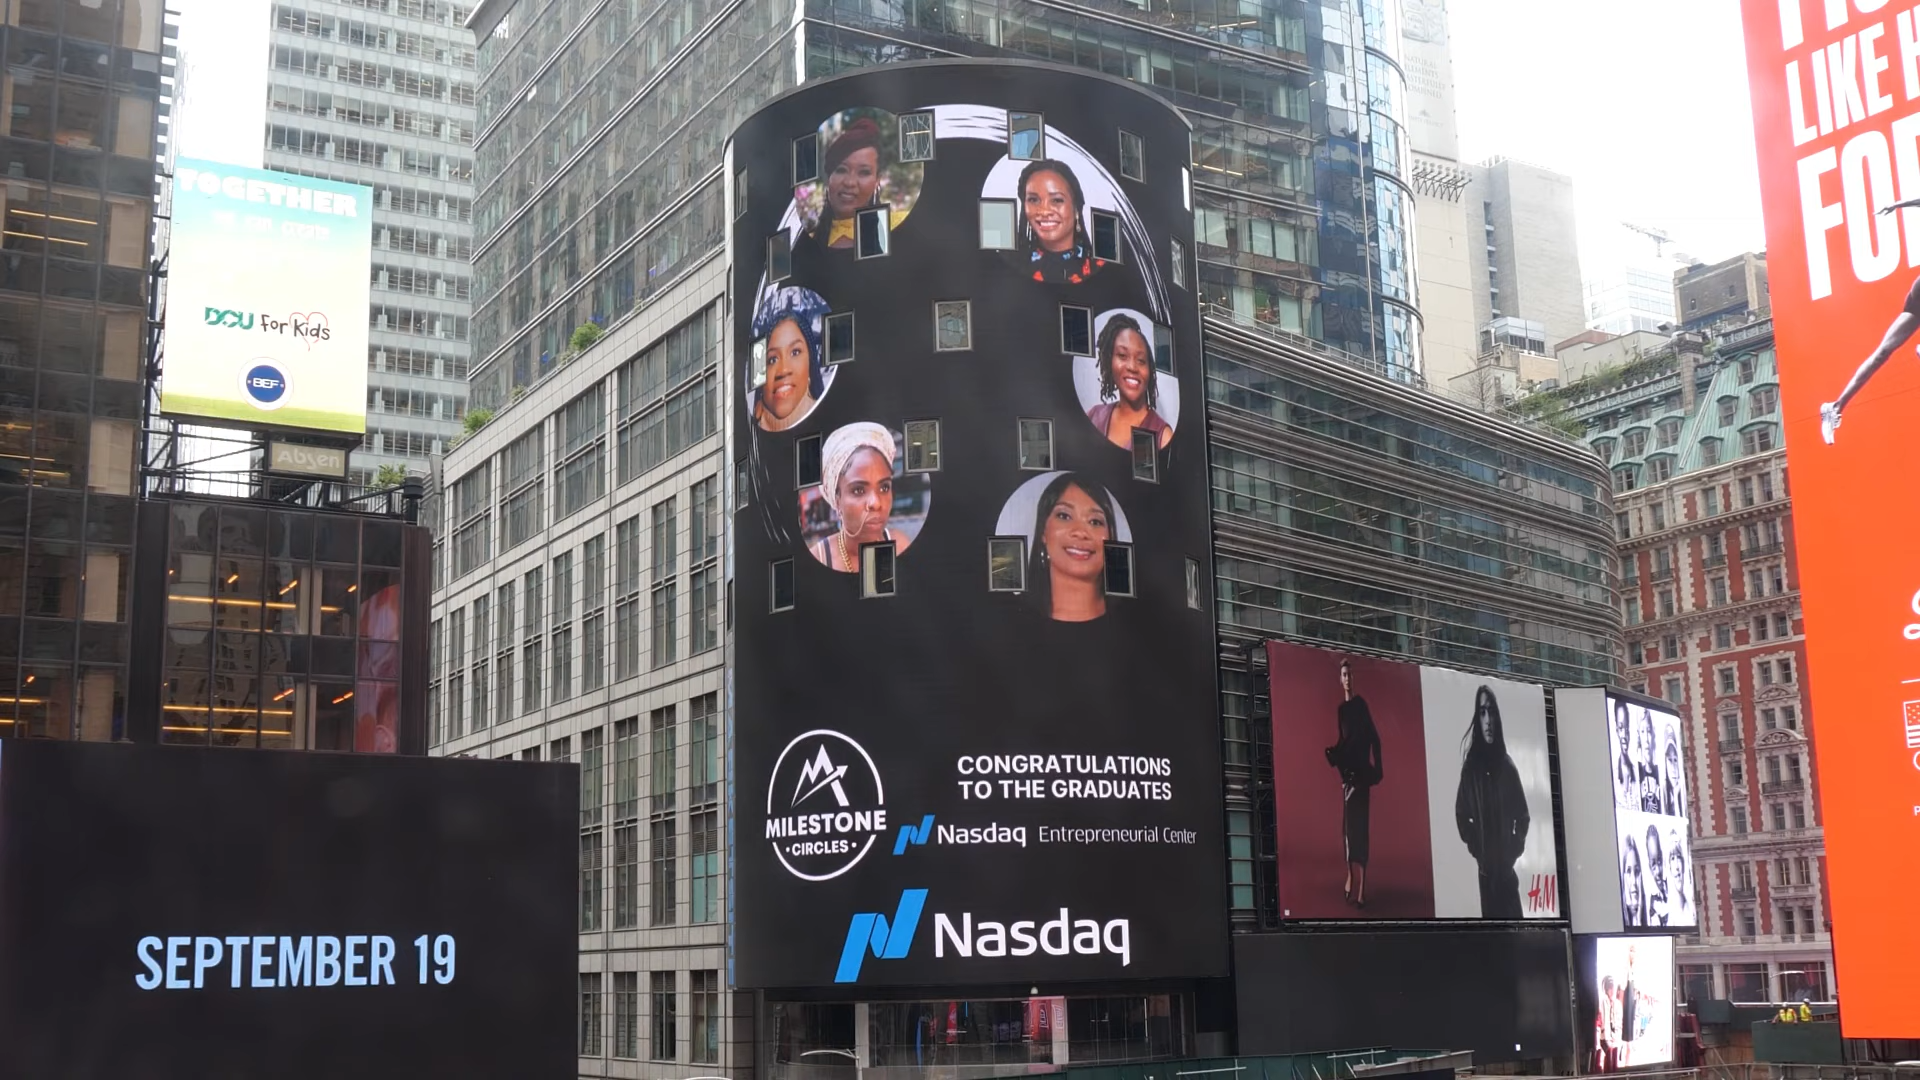 TOGETHER
DCU For Kids
BEF
Absen
SEPTEMBER 19
MILESTONE
• CIRCLES •
CONGRATULATIONS
TO THE GRADUATES
Nasdaq Entrepreneurial Center
Nasdaq
H&M
LIKE
FOR